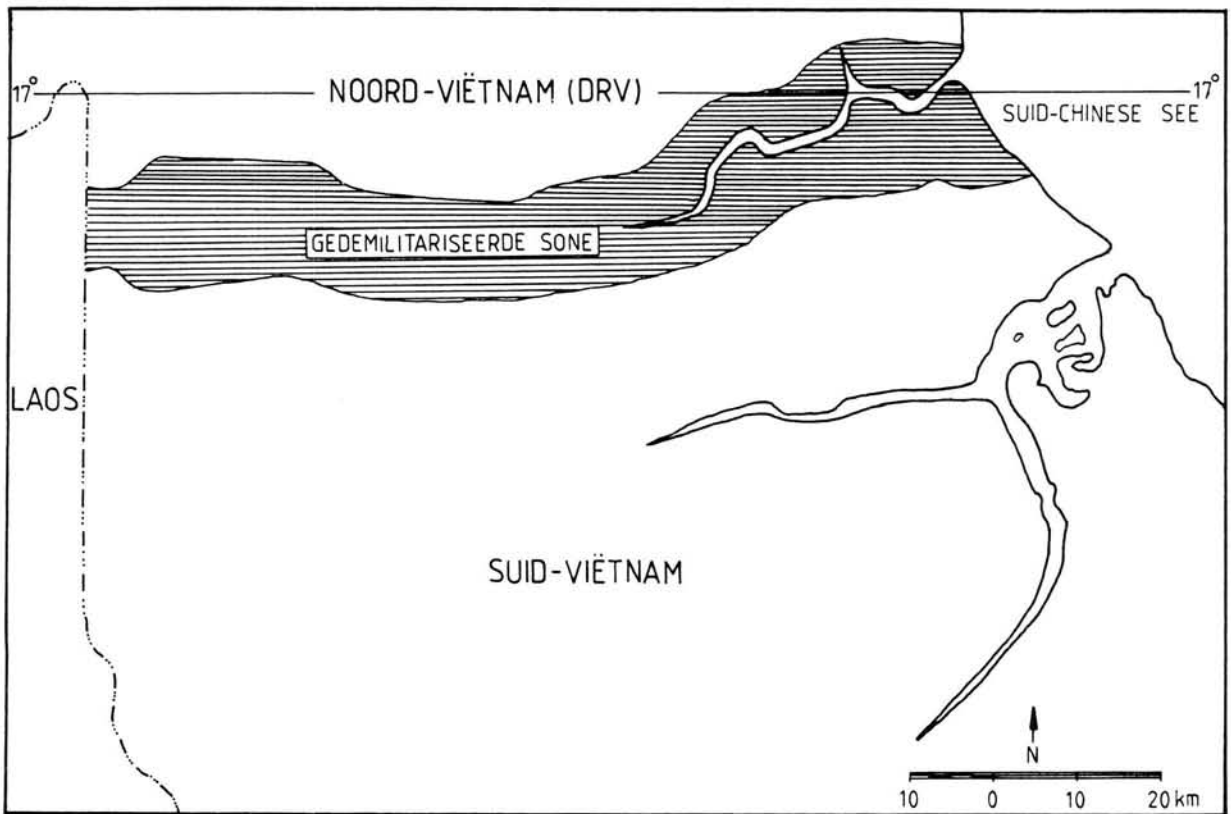 17° NOORD-VIËTNAM (DRV) 17°
SUID-CHINESE SEE
GEDEMILITARISEERDE SONE
LAOS
SUID-VIËTNAM
N
10 0 10 20 km